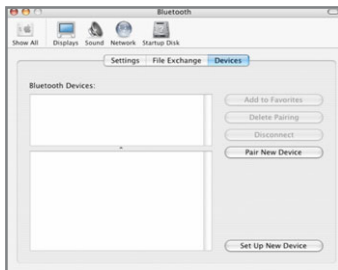 Bluetooth
Show All Displays Sound Network Startup Disk
Settings File Exchange Devices
Bluetooth Devices:
Add to Favorites
Delete Pairing
Disconnect
Pair New Device
Set Up New Device